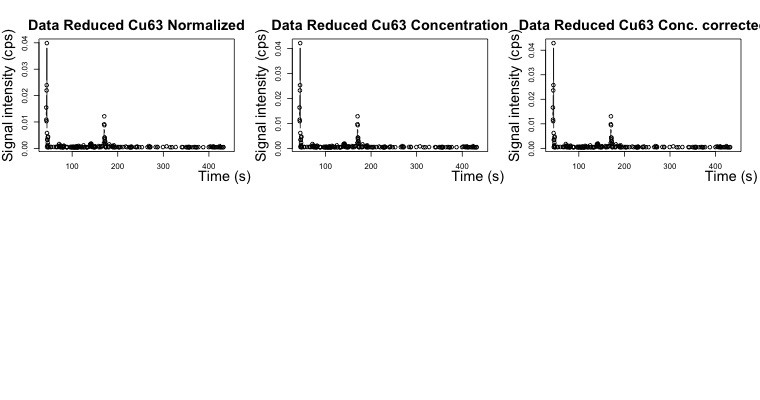 Data Reduced Cu63 Normalized
Signal intensity (cps)
0.00 0.01 0.02 0.03 0.04
100 200 300 400
Time (s)
Data Reduced Cu63 Concentration
Signal intensity (cps)
0.00 0.01 0.02 0.03 0.04
100 200 300 400
Time (s)
Data Reduced Cu63 Conc. correcte
Signal intensity (cps)
0.00 0.01 0.02 0.03 0.04
100 200 300 400
Time (s)